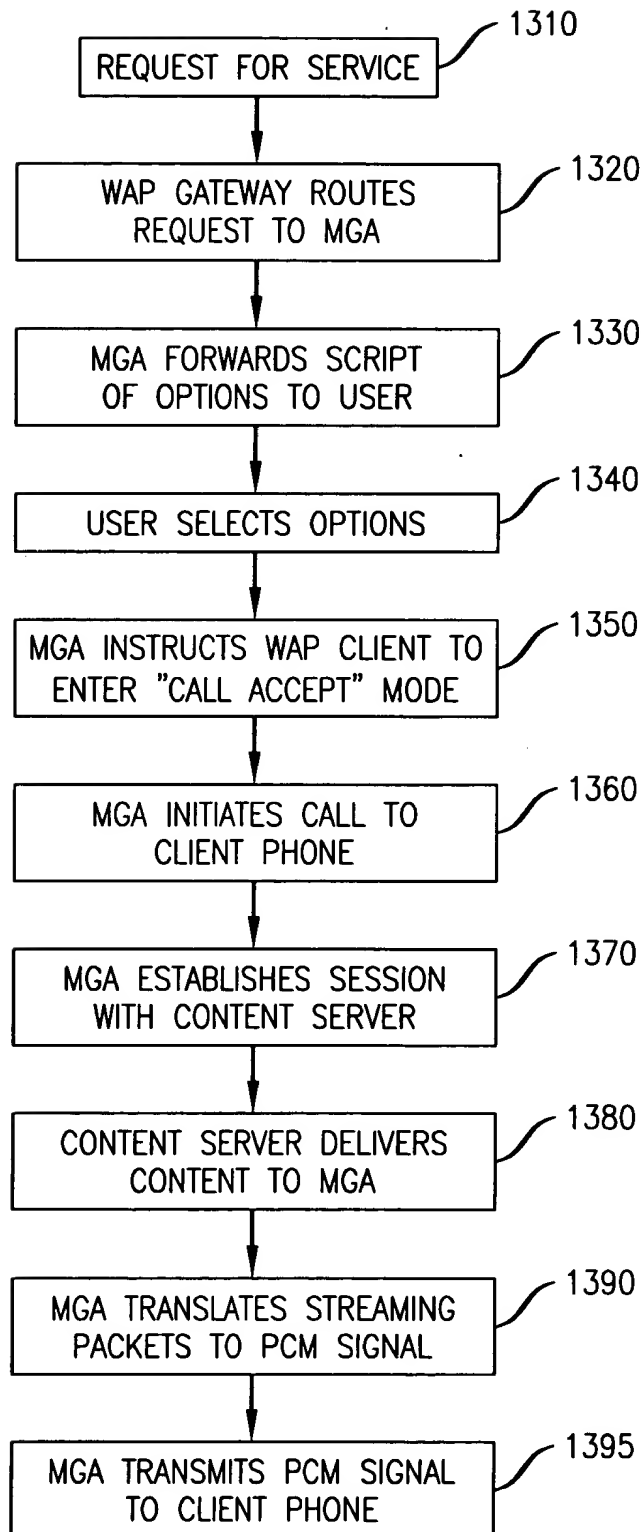 1310
REQUEST FOR SERVICE
1320
WAP GATEWAY ROUTES
REQUEST TO MGA
1330
MGA FORWARDS SCRIPT
OF OPTIONS TO USER
1340
USER SELECTS OPTIONS
1350
MGA INSTRUCTS WAP CLIENT TO
ENTER "CALL ACCEPT" MODE
1360
MGA INITIATES CALL TO
CLIENT PHONE
1370
MGA ESTABLISHES SESSION
WITH CONTENT SERVER
1380
CONTENT SERVER DELIVERS
CONTENT TO MGA
1390
MGA TRANSLATES STREAMING
PACKETS TO PCM SIGNAL
1395
MGA TRANSMITS PCM SIGNAL
TO CLIENT PHONE